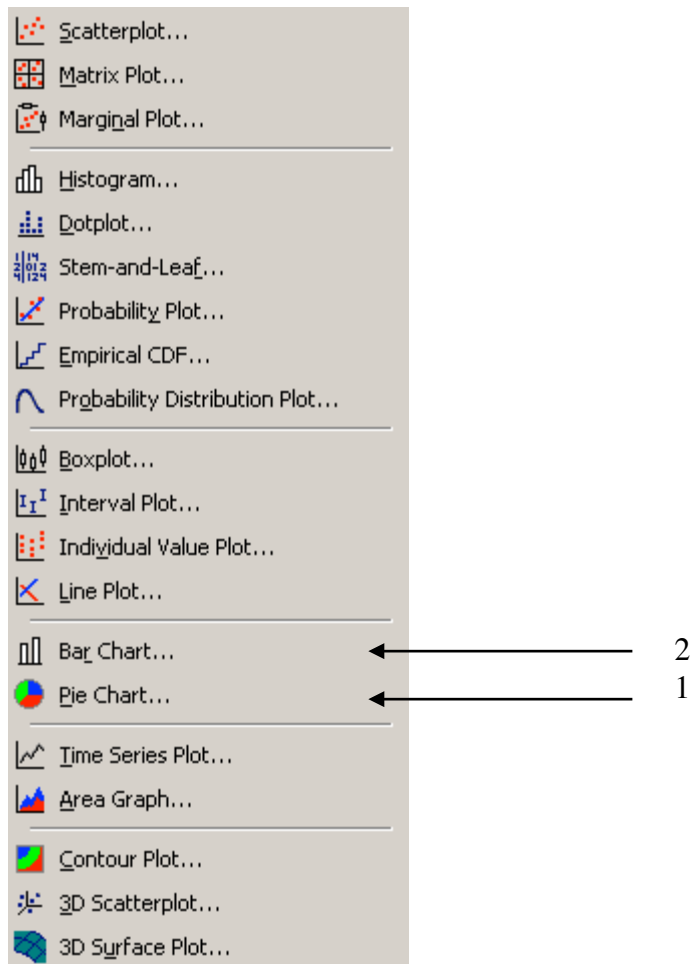 Scatterplot...
Matrix Plot...
Marginal Plot...
Histogram...
Dotplot...
Stem-and-Leaf...
Probability Plot...
Empirical CDF...
Probability Distribution Plot...
Boxplot...
Interval Plot...
Individual Value Plot...
Line Plot...
Bar Chart... 2
Pie Chart... 1
Time Series Plot...
Area Graph...
Contour Plot...
3D Scatterplot...
3D Surface Plot...